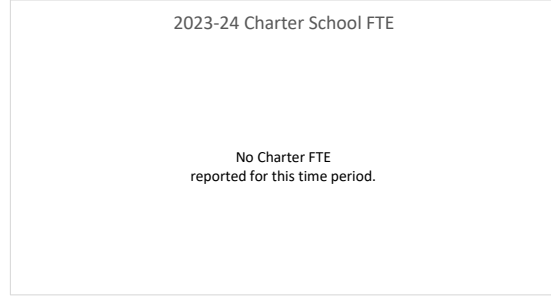 2023-24 Charter School FTE
No Charter FTE
reported for this time period.